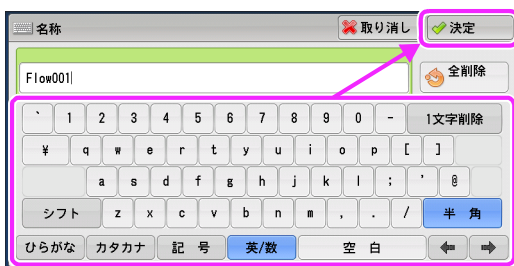 名称 取り消し 決定
Flow001 全削除
` 1 2 3 4 5 6 7 8 9 0 - 1文字削除
¥ q w e r t y u i o p [ ]
a s d f g h j k l ; ' @
シフト z x c v b n m , . / 半角
ひらがな カタカナ 記号 英/数 空白